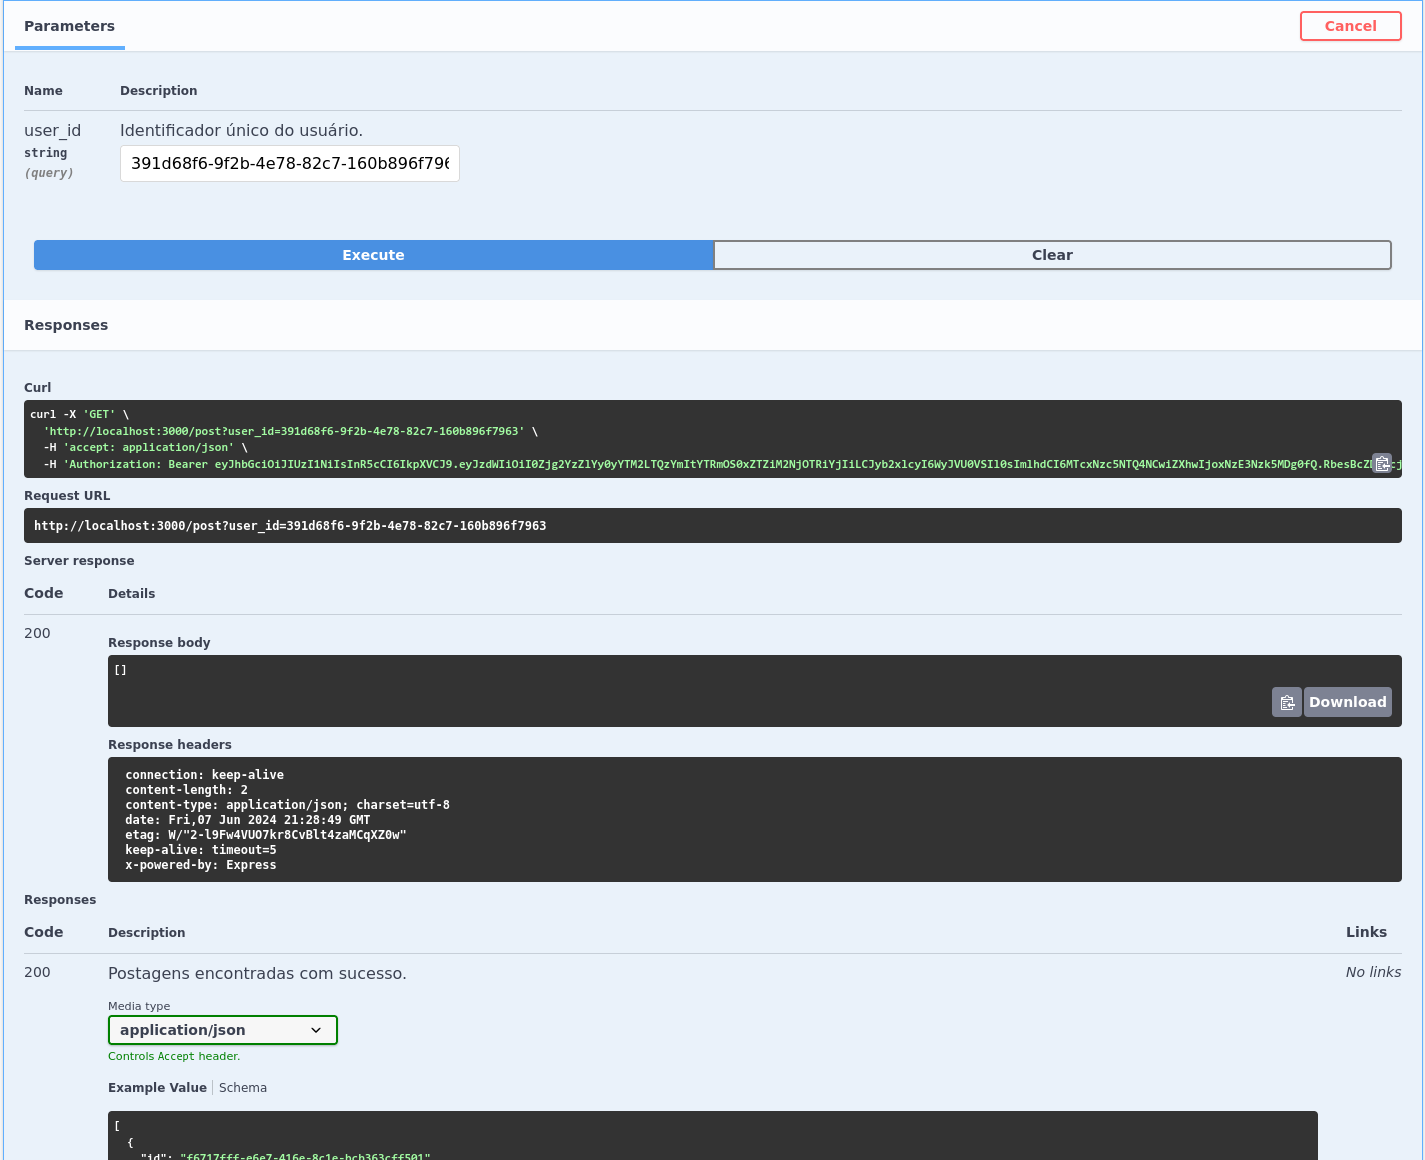 Parameters
Cancel
Name Description
user_id Identificador único do usuário.
string
(query)
391d68f6-9f2b-4e78-82c7-160b896f796
Execute Clear
Responses
Curl
curl -X 'GET' \
'http://localhost:3000/post?user_id=391d68f6-9f2b-4e78-82c7-160b896f7963' \
-H 'accept: application/json' \
-H 'Authorization: Bearer
Request URL
http://localhost:3000/post?user_id=391d68f6-9f2b-4e78-82c7-160b896f7963
Server response
Code Details
200
Response body
[]
Download
Response headers
connection: keep-alive
content-length: 2
content-type: application/json; charset=utf-8
date: Fri,07 Jun 2024 21:28:49 GMT
etag: W/"2-l9Fw4VUO7kr8CvBlt4zaMCqXZ0w"
keep-alive: timeout=5
x-powered-by: Express
Responses
Code Description Links
200 Postagens encontradas com sucesso. No links
Media type
application/json
Controls Accept header.
Example Value Schema
[
{
"id": "f6717fff-e6e7-416e-8c1e-bcb363cff501"